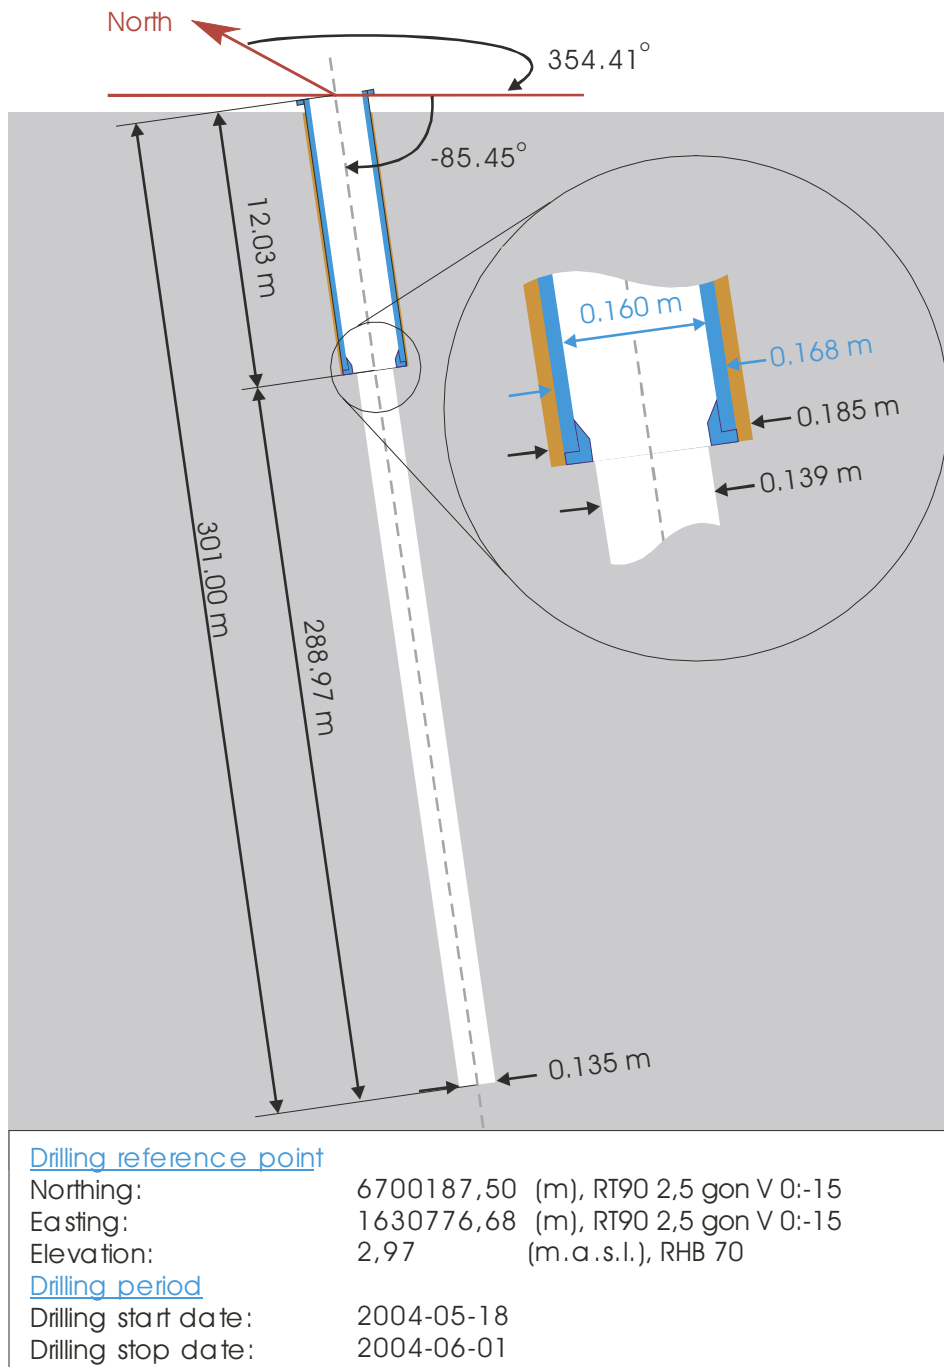 North
354.41°
-85.45°
12.03 m
0.160 m
0.168 m
0.185 m
0.139 m
301.00 m
288.97 m
0.135 m
Drilling reference point
Northing: 6700187,50 (m), RT90 2,5 gon V 0:-15
Easting: 1630776,68 (m), RT90 2,5 gon V 0:-15
Elevation: 2,97 (m.a.s.l.), RHB 70
Drilling period
Drilling start date: 2004-05-18
Drilling stop date: 2004-06-01